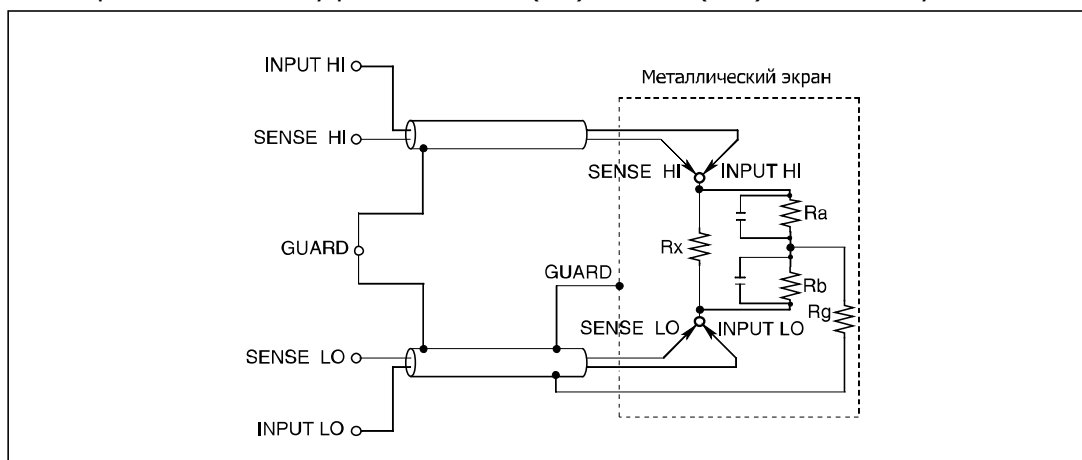 INPUT HI
Металлический экран
SENSE HI
SENSE HI
INPUT HI
Ra
Rx
GUARD
GUARD
Rb
Rg
SENSE LO
INPUT LO
SENSE LO
INPUT LO